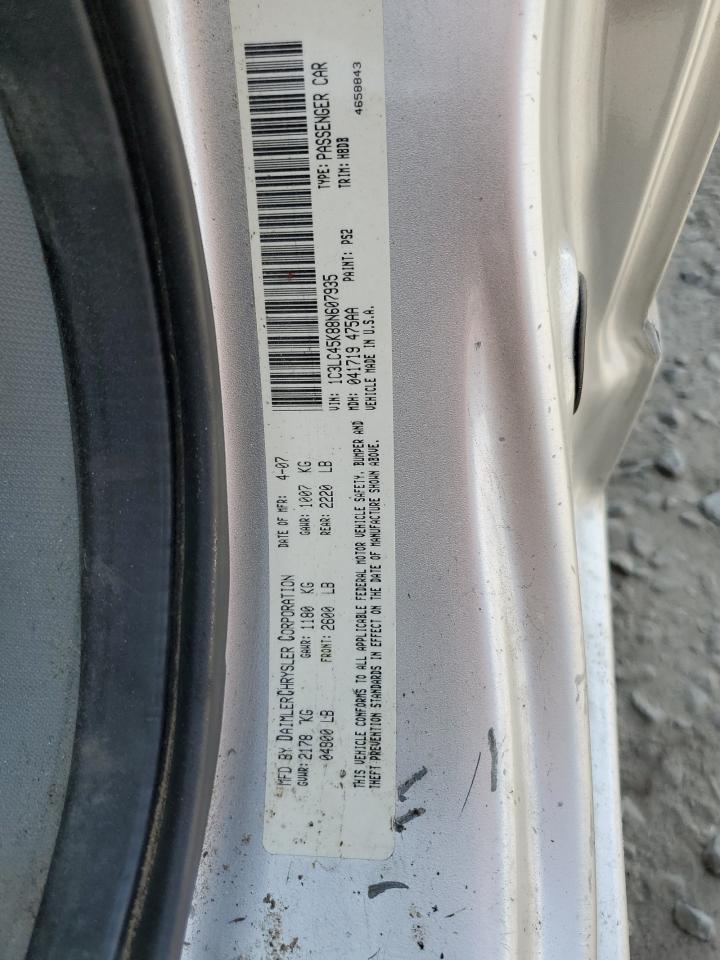 MFD BY DAIMLERCHRYSLER CORPORATION DATE OF MFR: 4-07
GVWR: 2178 KG GAWR: 1180 KG GAWR: 1007 KG
04900 LB FRONT: 2600 LB REAR: 2220 LB
THIS VEHICLE CONFORMS TO ALL APPLICABLE FEDERAL MOTOR VEHICLE SAFETY, BUMPER AND
THEFT PREVENTION STANDARDS IN EFFECT ON THE DATE OF MANUFACTURE SHOWN ABOVE.
VIN: 1C3LC45K88N607935 TYPE: PASSENGER CAR
MDH: 041719 475AA PAINT: PS2 TRIM: H8DB
VEHICLE MADE IN U.S.A. 4658843